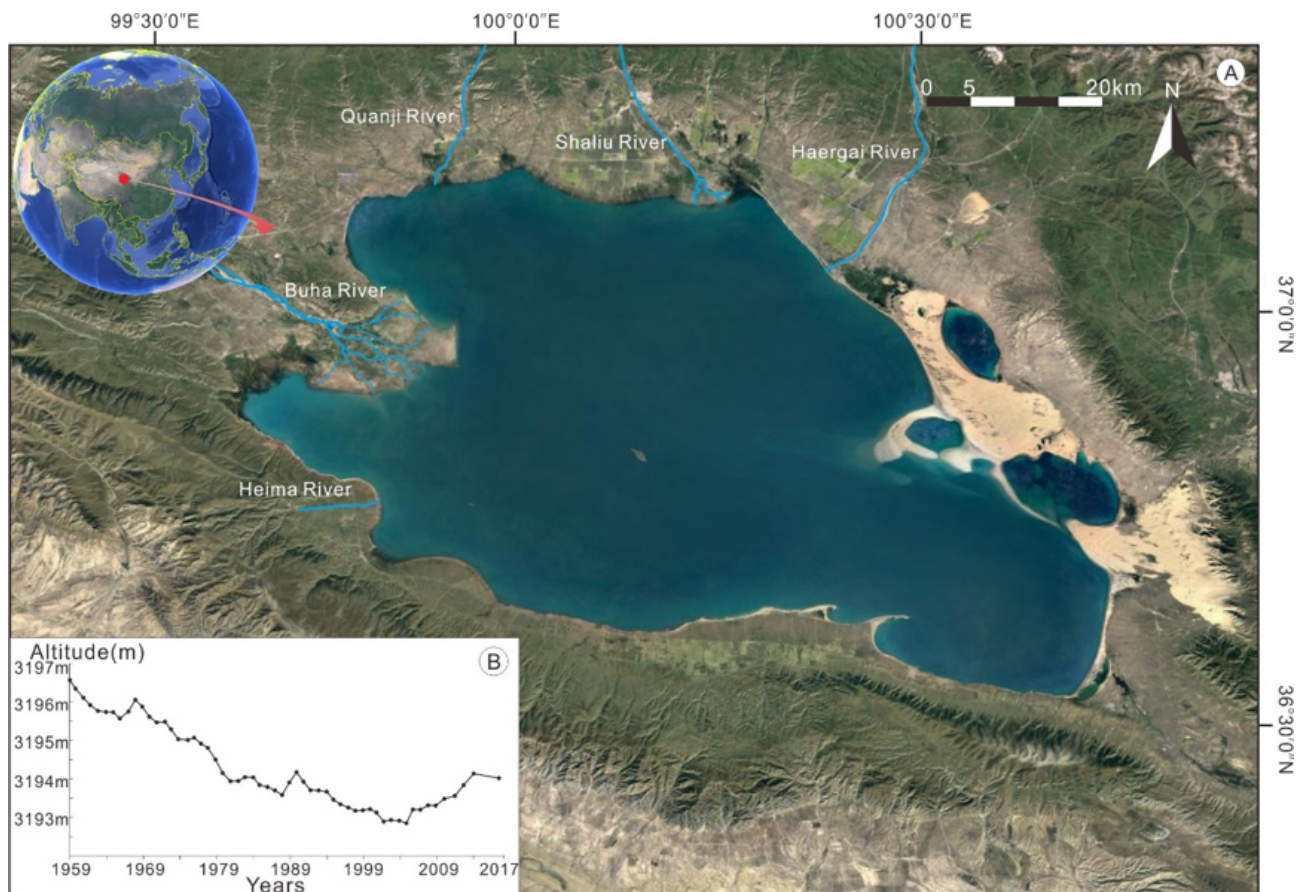 99°30′0″E
100°0′0″E
100°30′0″E
A
0 5 20km
N
Quanji River
Shaliu River
Haergai River
Buha River
37°0′0″N
Heima River
36°30′0″N
B
Altitude(m)
3197m
3196m
3195m
3194m
3193m
1959 1969 1979 1989 1999 2009 2017
Years